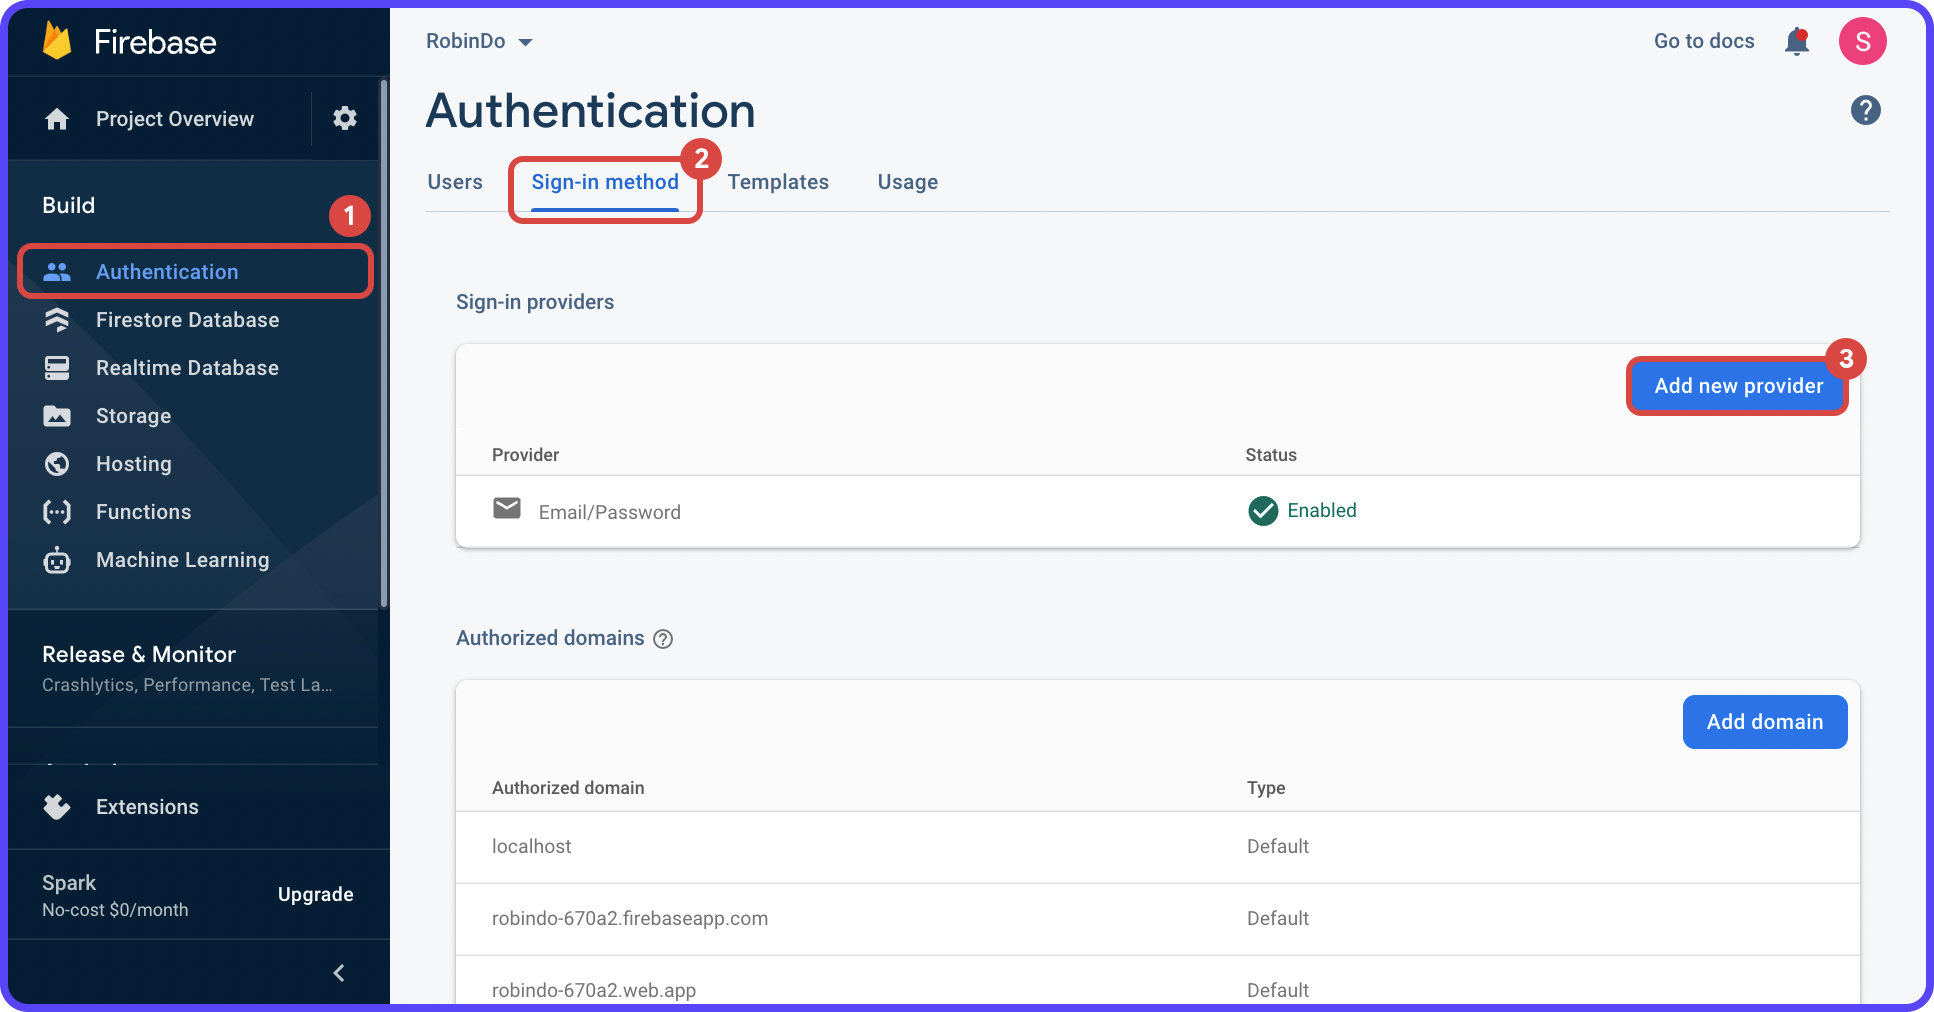 Firebase
Project Overview
Build
1
Authentication
Firestore Database
Realtime Database
Storage
Hosting
Functions
Machine Learning
Release & Monitor
Crashlytics, Performance, Test La...
Extensions
Spark
No-cost $0/month
Upgrade
RobinDo
Go to docs
S
Authentication
?
Users
Sign-in method
2
Templates
Usage
Sign-in providers
Add new provider
3
Provider Status
Email/Password Enabled
Authorized domains ?
Add domain
Authorized domain Type
localhost Default
robindo-670a2.firebaseapp.com Default
robindo-670a2.web.app Default